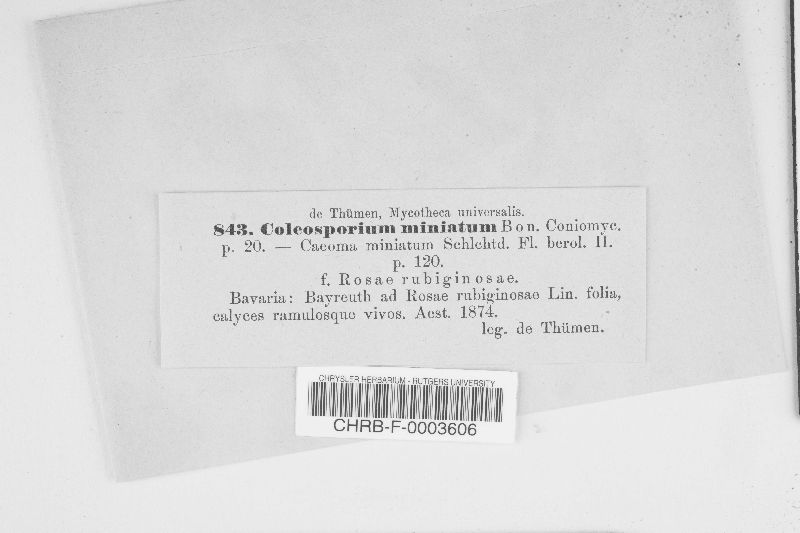 de Thümen, Mycotheca universalis.
843. Coleosporium miniatum Bon. Coniomyc.
p. 20. — Caeoma miniatum Schlchtd. Fl. berol. II.
p. 120.
f. Rosae rubiginosae.
Bavaria: Bayreuth ad Rosae rubiginosae Lin. folia,
calyces ramulosque vivos. Aest. 1874.
leg. de Thümen.
CHRYSLER HERBARIUM - RUTGERS UNIVERSITY
CHRB-F-0003606